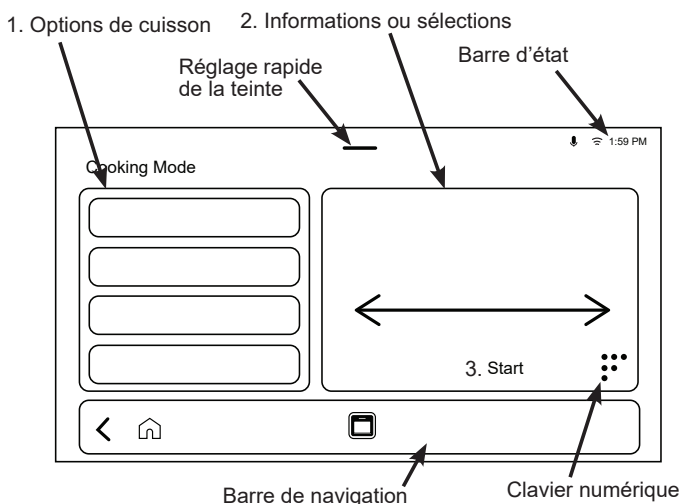 1. Options de cuisson
2. Informations ou sélections
Réglage rapide
de la teinte
Barre d’état
1:59 PM
Cooking Mode
3. Start
Barre de navigation
Clavier numérique